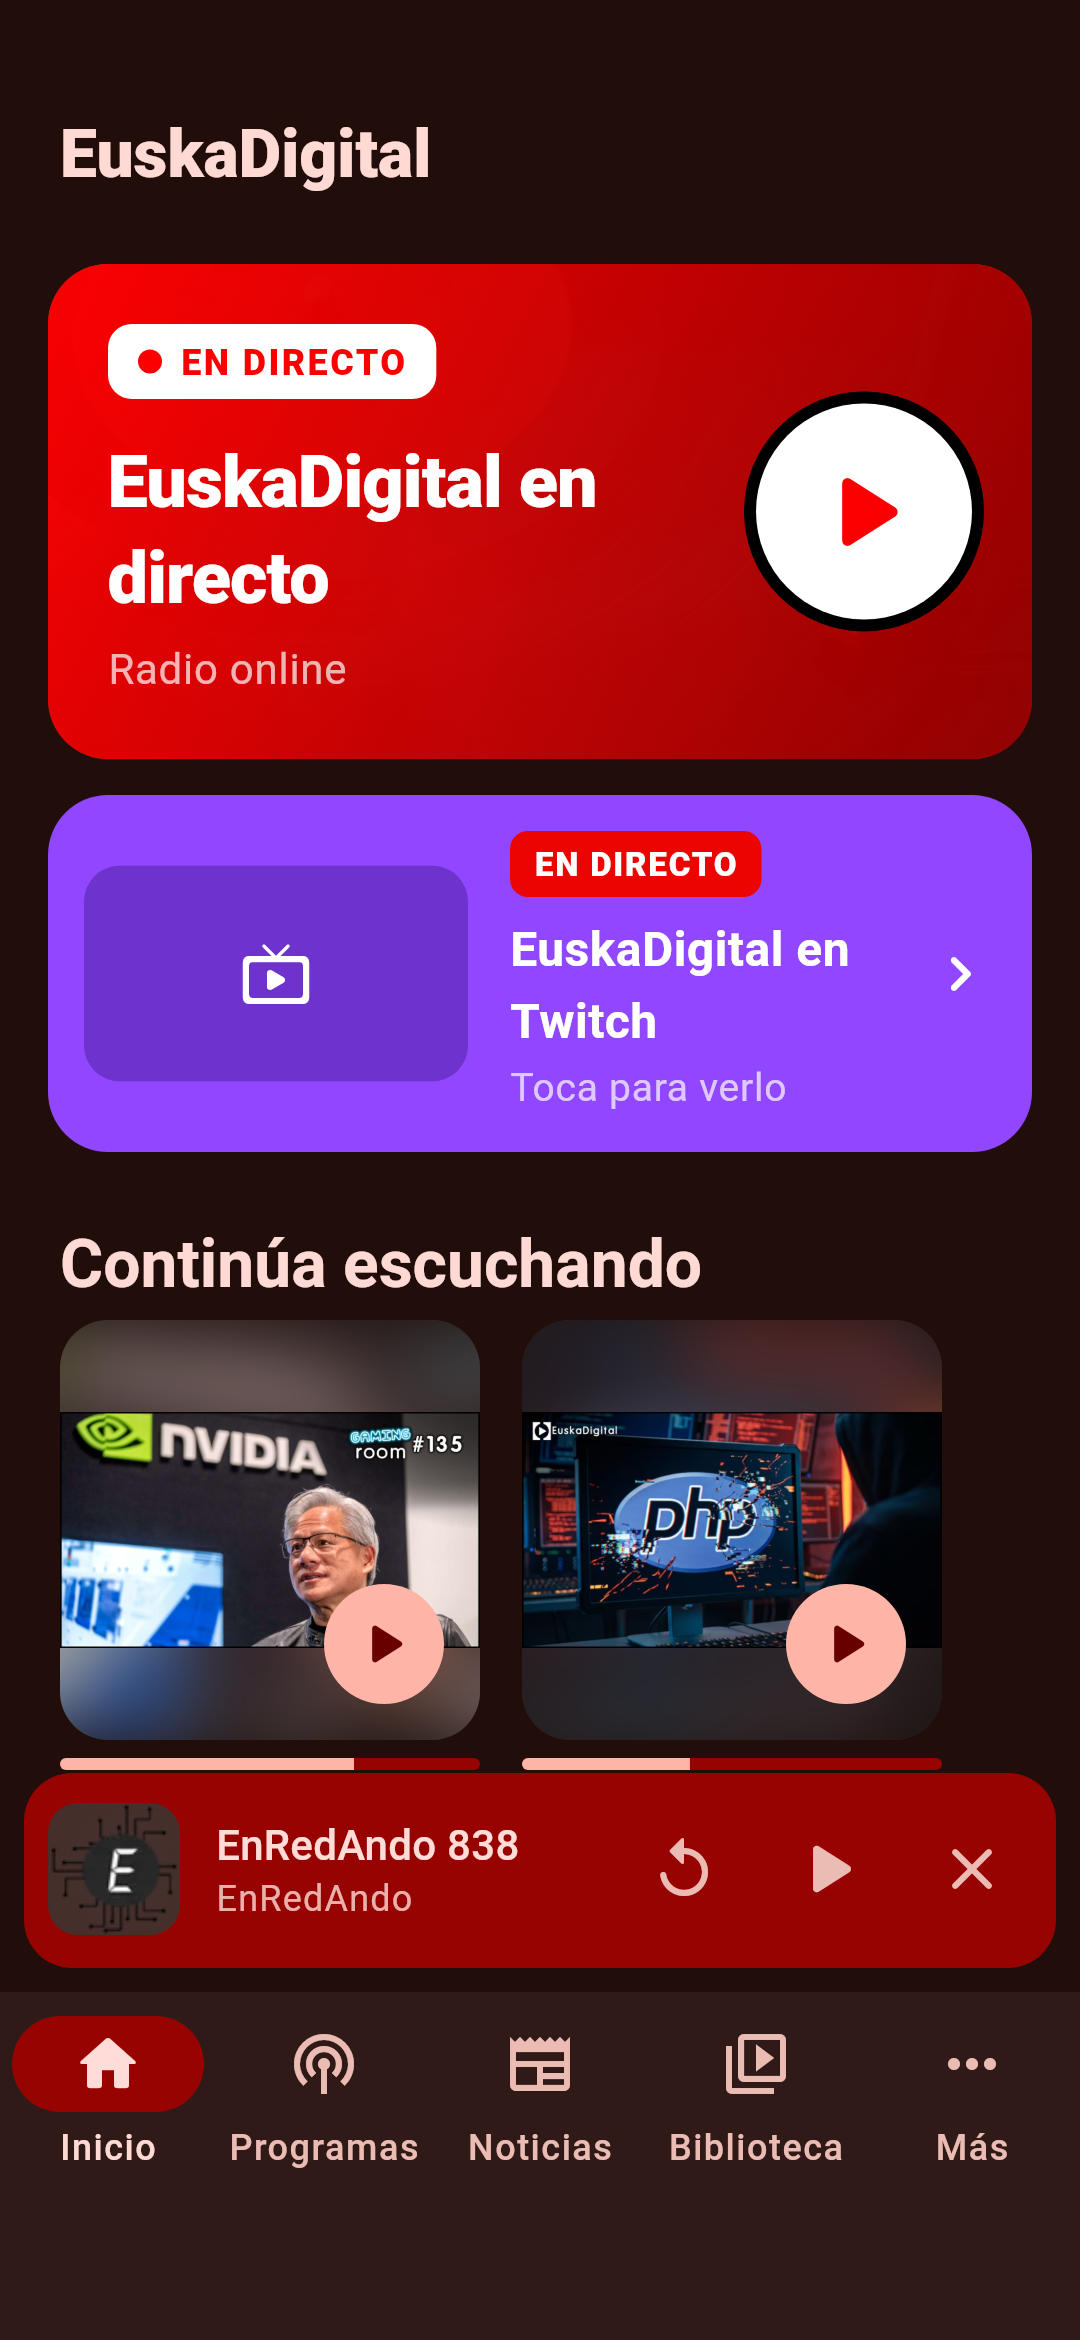 EuskaDigital
EN DIRECTO
EuskaDigital en
directo
Radio online
EN DIRECTO
EuskaDigital en
Twitch
Toca para verlo
Continúa escuchando
NVIDIA
GAMING
room #135
EuskaDigital
php
E
EnRedAndo 838
EnRedAndo
Inicio
Programas
Noticias
Biblioteca
Más